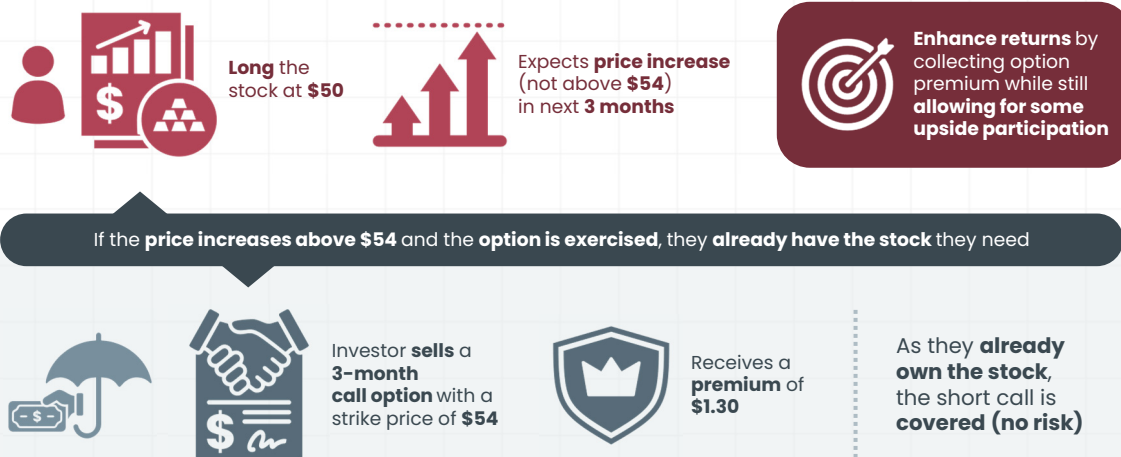 Long the
stock at $50
Expects price increase
(not above $54)
in next 3 months
Enhance returns by
collecting option
premium while still
allowing for some
upside participation
$
If the price increases above $54 and the option is exercised, they already have the stock they need
- $ -
$
Investor sells a
3-month
call option with a
strike price of $54
Receives a
premium of
$1.30
As they already
own the stock,
the short call is
covered (no risk)